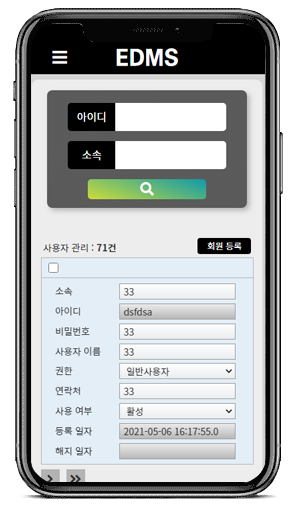 EDMS
아이디
소속
사용자 관리 : 71건
회원 등록
소속 33
아이디 dsfdsa
비밀번호 33
사용자 이름 33
권한 일반사용자
연락처 33
사용 여부 활성
등록 일자 2021-05-06 16:17:55.0
해지 일자